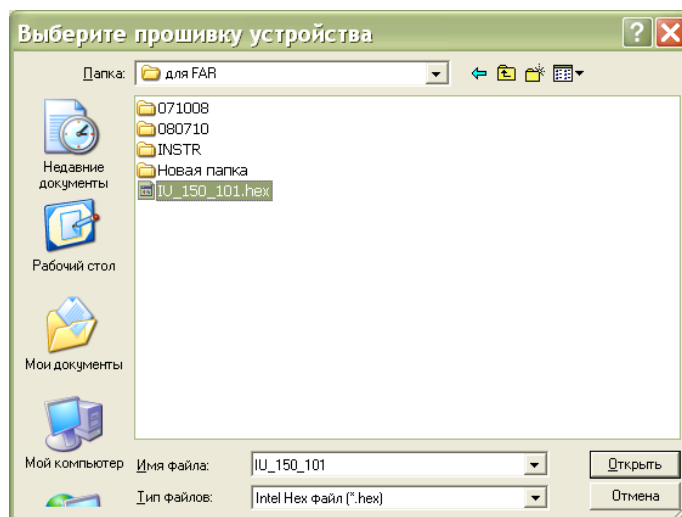 Выберите прошивку устройства
Папка: для FAR
071008
080710
INSTR
Новая папка
IU_150_101.hex
Недавние
документы
Рабочий стол
Мои документы
Мой компьютер
Имя файла: IU_150_101 Открыть
Тип файлов: Intel Hex файл (*.hex) Отмена